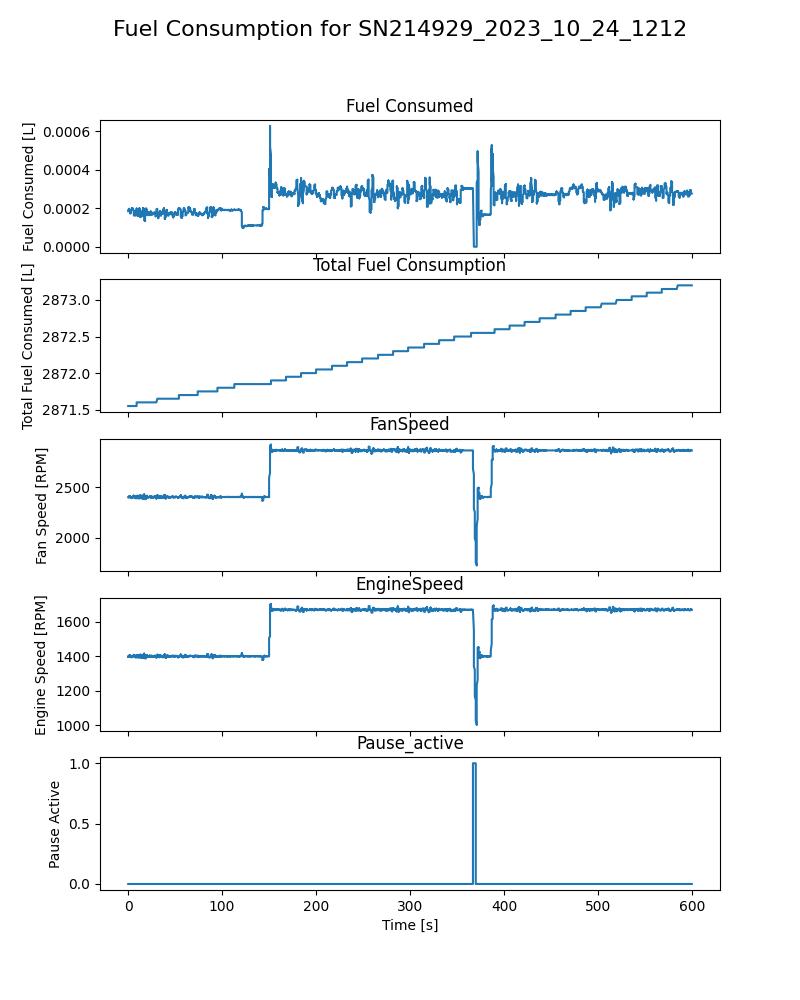 Fuel Consumption for SN214929_2023_10_24_1212
Fuel Consumed
Fuel Consumed [L]
0.0006
0.0004
0.0002
0.0000
Total Fuel Consumption
Total Fuel Consumed [L]
2873.0
2872.5
2872.0
2871.5
FanSpeed
Fan Speed [RPM]
2500
2000
EngineSpeed
Engine Speed [RPM]
1600
1400
1200
1000
Pause_active
Pause Active
1.0
0.5
0.0
0 100 200 300 400 500 600
Time [s]